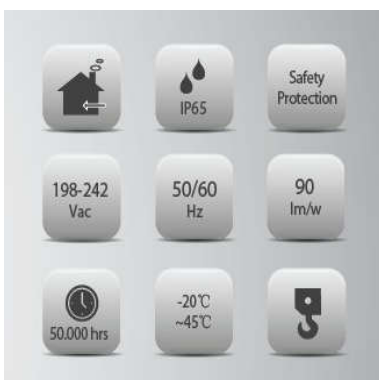 IP65
Safety
Protection
198-242
Vac
50/60
Hz
90
lm/w
50.000 hrs
-20℃
~45℃